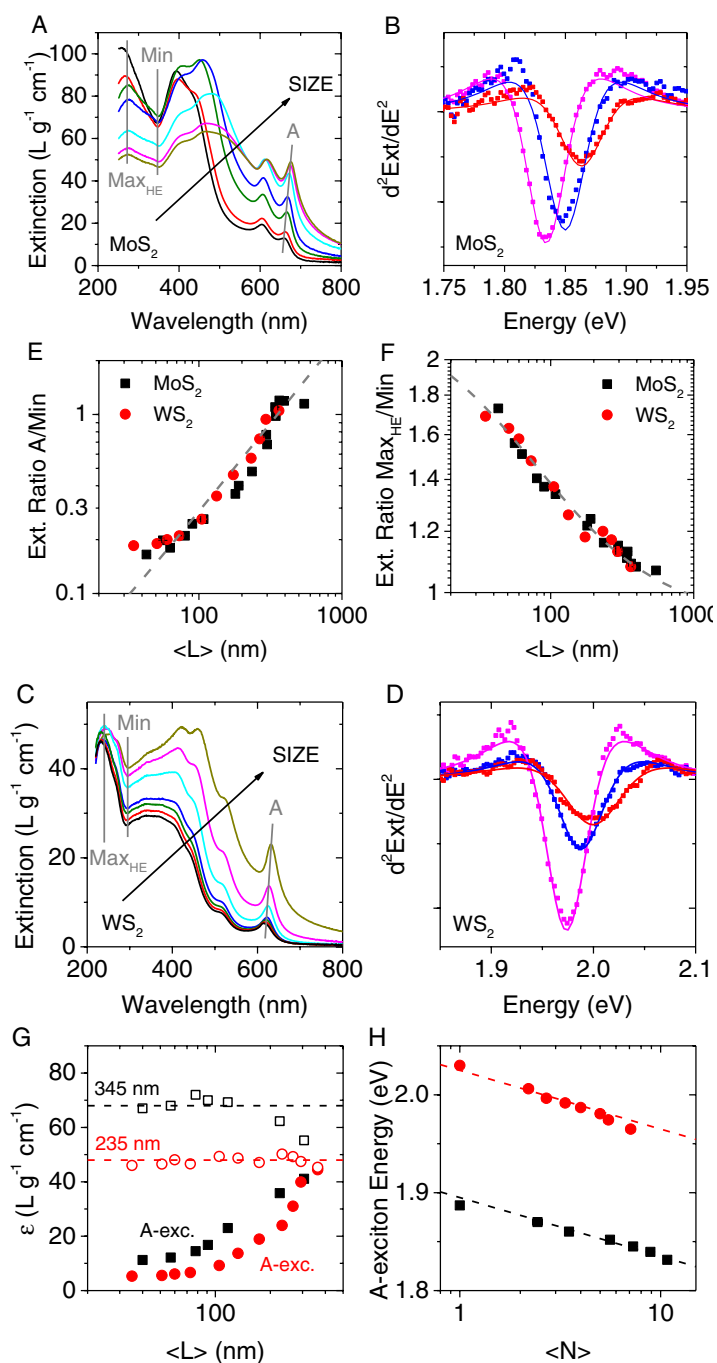 A
Extinction (L g⁻¹ cm⁻¹)
100
80
60
40
20
0
Min
SIZE
A
Max_HE
MoS₂
200 400 600 800
Wavelength (nm)
B
d²Ext/dE²
MoS₂
1.75 1.80 1.85 1.90 1.95
Energy (eV)
E
Ext. Ratio A/Min
1
0.3
0.1
MoS₂
WS₂
100 1000
<L> (nm)
F
Ext. Ratio Max_HE/Min
2
1.8
1.6
1.4
1.2
1
MoS₂
WS₂
100 1000
<L> (nm)
C
Extinction (L g⁻¹ cm⁻¹)
40
20
0
Min
SIZE
A
Max_HE
WS₂
200 400 600 800
Wavelength (nm)
D
d²Ext/dE²
WS₂
1.9 2.0 2.1
Energy (eV)
G
ε (L g⁻¹ cm⁻¹)
80
60
40
20
0
345 nm
235 nm
A-exc.
A-exc.
100
<L> (nm)
H
A-exciton Energy (eV)
2.0
1.9
1.8
1 10
<N>